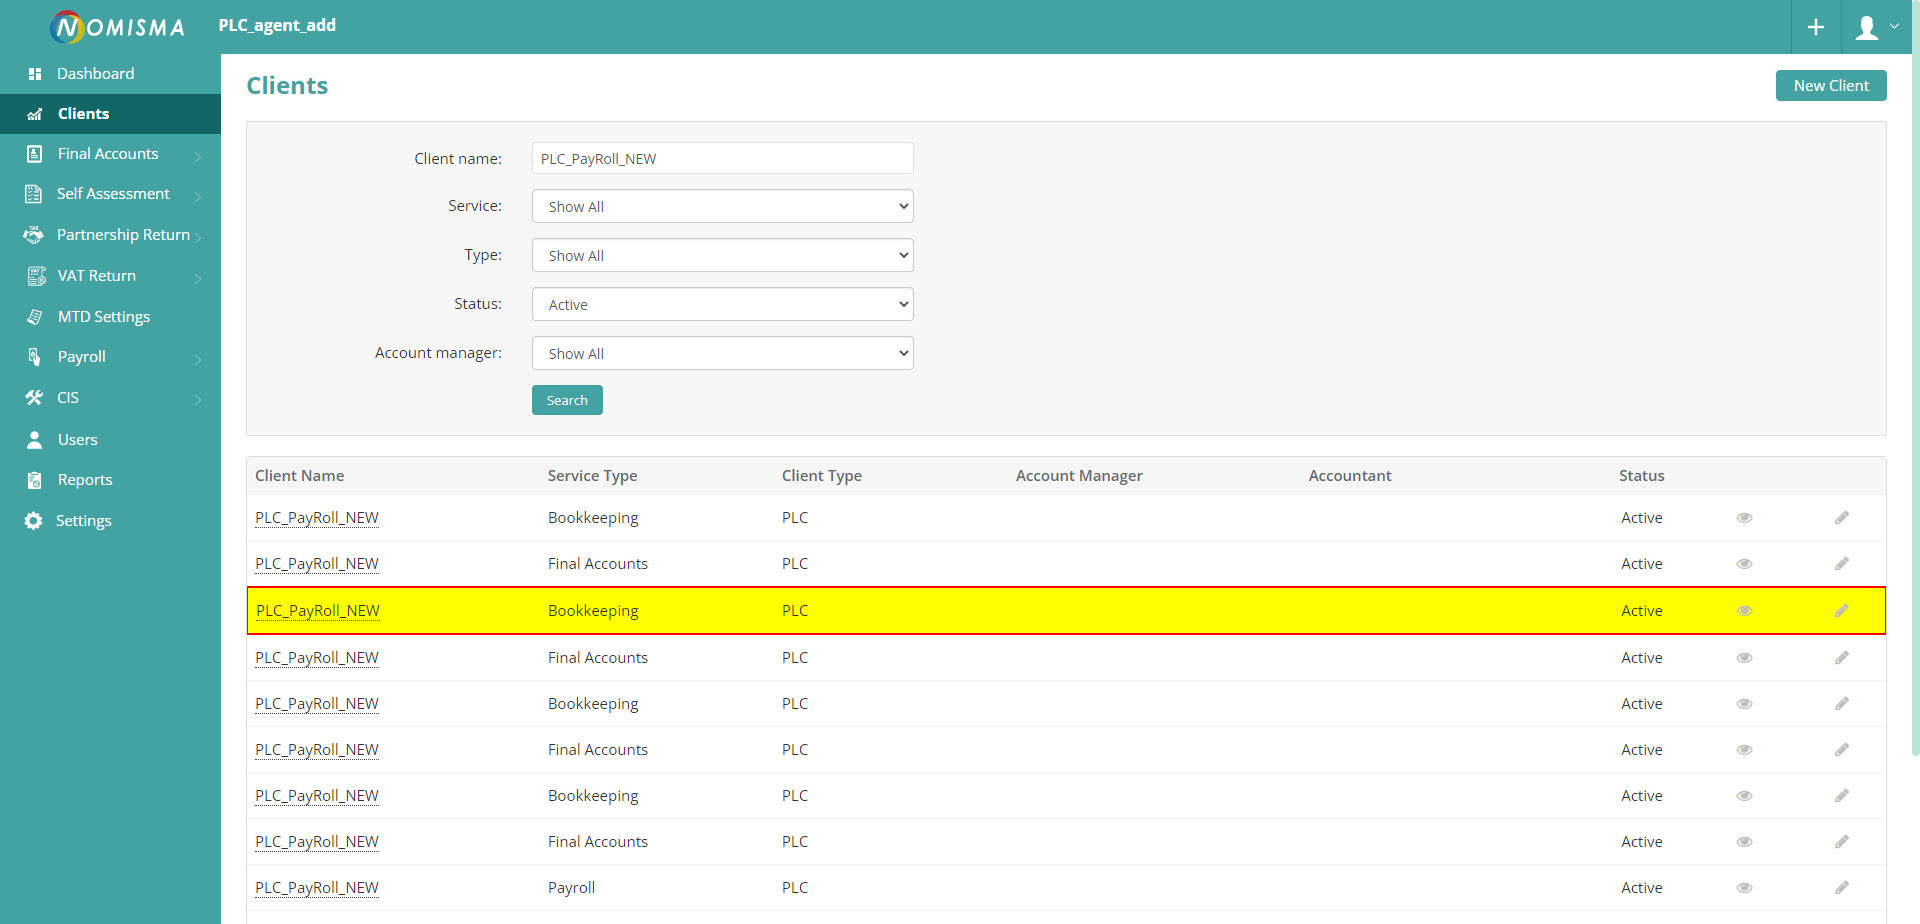 NOMISMA PLC_agent_add
Dashboard
Clients
Final Accounts
Self Assessment
Partnership Return
VAT Return
MTD Settings
Payroll
CIS
Users
Reports
Settings
Clients New Client
Client name: PLC_PayRoll_NEW
Service: Show All
Type: Show All
Status: Active
Account manager: Show All
Search
Client Name Service Type Client Type Account Manager Accountant Status
PLC_PayRoll_NEW Bookkeeping PLC Active
PLC_PayRoll_NEW Final Accounts PLC Active
PLC_PayRoll_NEW Bookkeeping PLC Active
PLC_PayRoll_NEW Final Accounts PLC Active
PLC_PayRoll_NEW Bookkeeping PLC Active
PLC_PayRoll_NEW Final Accounts PLC Active
PLC_PayRoll_NEW Bookkeeping PLC Active
PLC_PayRoll_NEW Final Accounts PLC Active
PLC_PayRoll_NEW Payroll PLC Active